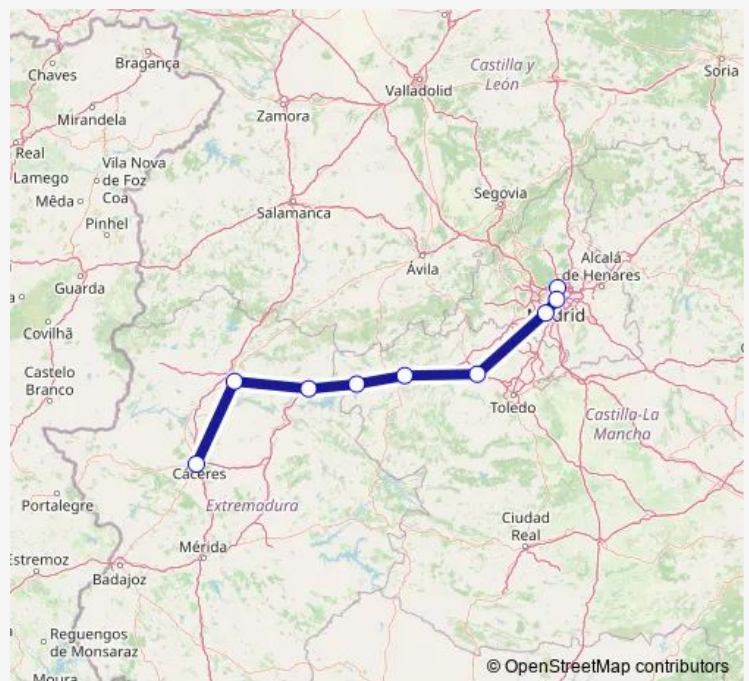 Chaves
Bragança
Castilla y
León
Soria
Valladolid
Mirandela
Zamora
Real
Lamego
Vila Nova
de Foz
Coa
Mêda
Pinhel
Salamanca
Segovia
Ávila
Alcalá
de Henares
Guarda
Covilhã
Castelo
Branco
Toledo
Castilla-La
Mancha
Cáceres
Extremadura
Portalegre
Ciudad
Real
Mérida
Estremoz
Badajoz
Reguengos
de Monsaraz
Moura
© OpenStreetMap contributors